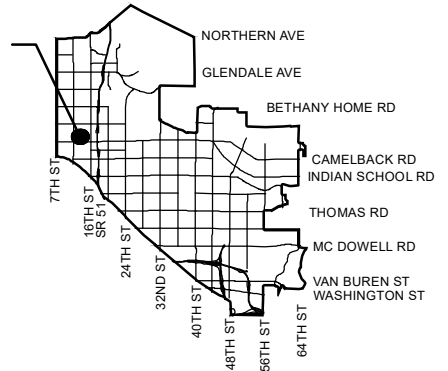 NORTHERN AVE
GLENDALE AVE
BETHANY HOME RD
CAMELBACK RD
INDIAN SCHOOL RD
THOMAS RD
MC DOWELL RD
VAN BUREN ST
WASHINGTON ST
7TH ST
16TH ST
SR 51
24TH ST
32ND ST
40TH ST
48TH ST
56TH ST
64TH ST